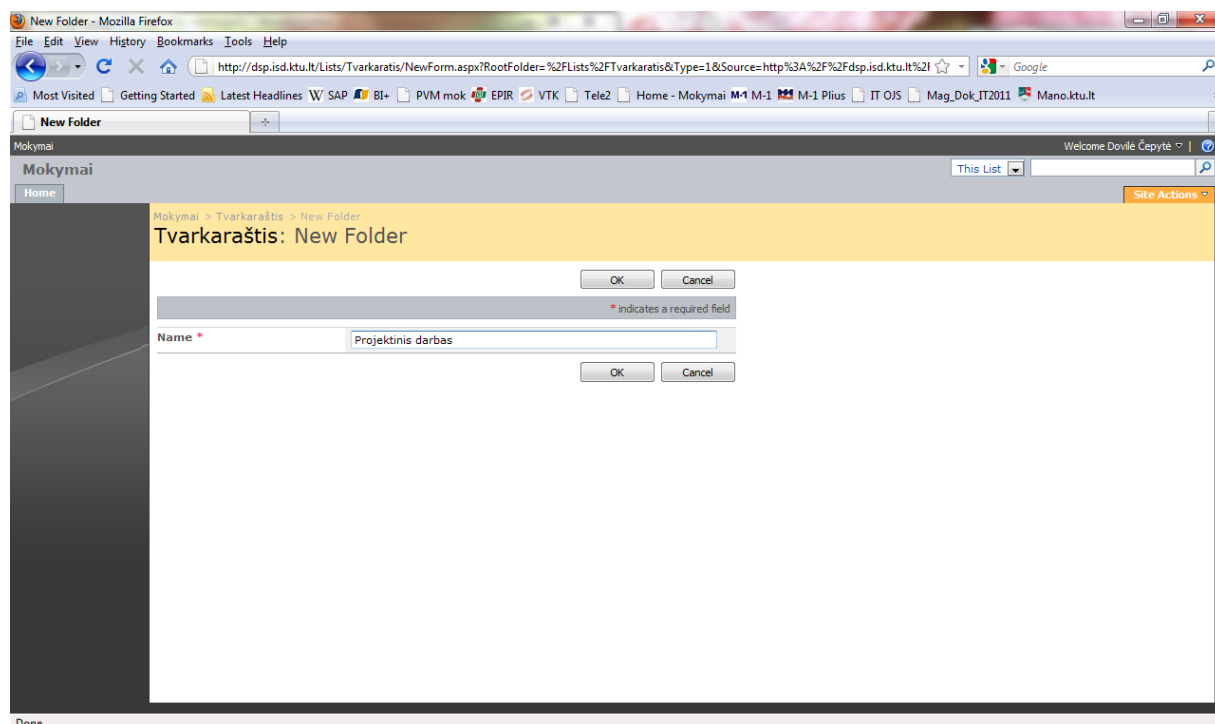 New Folder - Mozilla Firefox
File Edit View History Bookmarks Tools Help
http://dsp.isd.ktu.lt/Lists/Tvarkaratis/NewForm.aspx?RootFolder=%2FLists%2FTvarkaratis&Type=1&Source=http%3A%2F%2Fdsp.isd.ktu.lt%2F Google
Most Visited Getting Started Latest Headlines SAP BI+ PVM mok EPIR VTK Tele2 Home - Mokymai M-1 M-1 M-1 Plius IT OJS Mag_Dok_IT2011 Mano.ktu.lt
New Folder
Mokymai Welcome Dovilė Čepytė |
Mokymai This List
Home Site Actions
Mokymai > Tvarkaraštis > New Folder
Tvarkaraštis: New Folder
OK Cancel
* indicates a required field
Name * Projektinis darbas
OK Cancel
Done